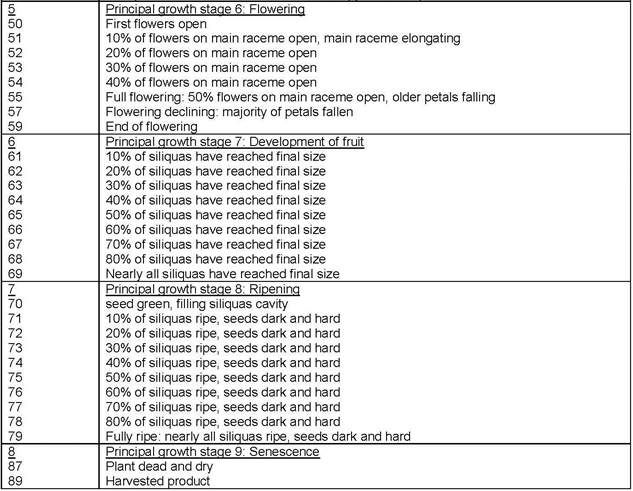 5 Principal growth stage 6: Flowering
50 First flowers open
51 10% of flowers on main raceme open, main raceme elongating
52 20% of flowers on main raceme open
53 30% of flowers on main raceme open
54 40% of flowers on main raceme open
55 Full flowering: 50% flowers on main raceme open, older petals falling
57 Flowering declining: majority of petals fallen
59 End of flowering
6 Principal growth stage 7: Development of fruit
61 10% of siliquas have reached final size
62 20% of siliquas have reached final size
63 30% of siliquas have reached final size
64 40% of siliquas have reached final size
65 50% of siliquas have reached final size
66 60% of siliquas have reached final size
67 70% of siliquas have reached final size
68 80% of siliquas have reached final size
69 Nearly all siliquas have reached final size
7 Principal growth stage 8: Ripening
70 seed green, filling siliquas cavity
71 10% of siliquas ripe, seeds dark and hard
72 20% of siliquas ripe, seeds dark and hard
73 30% of siliquas ripe, seeds dark and hard
74 40% of siliquas ripe, seeds dark and hard
75 50% of siliquas ripe, seeds dark and hard
76 60% of siliquas ripe, seeds dark and hard
77 70% of siliquas ripe, seeds dark and hard
78 80% of siliquas ripe, seeds dark and hard
79 Fully ripe: nearly all siliquas ripe, seeds dark and hard
8 Principal growth stage 9: Senescence
87 Plant dead and dry
89 Harvested product